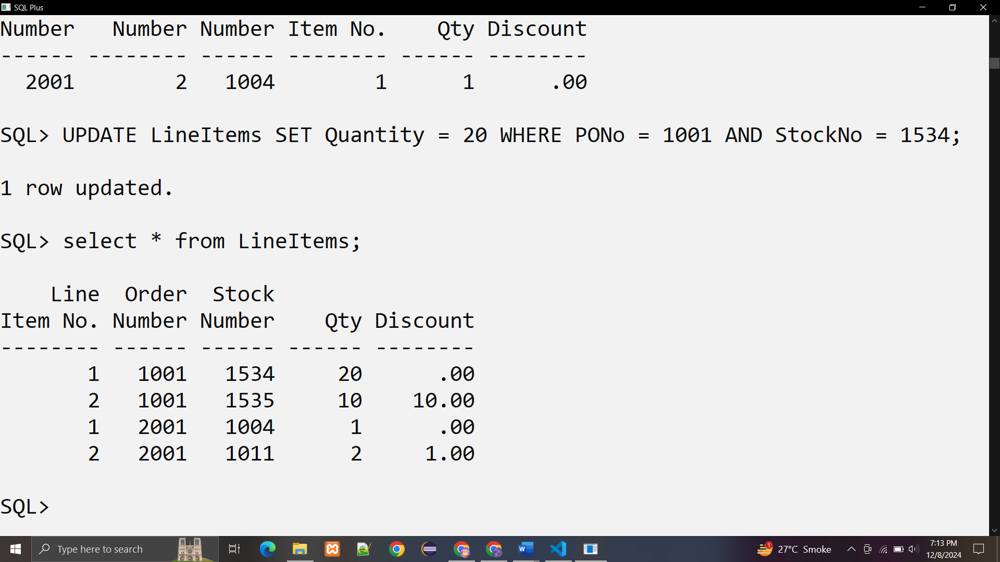 SQL Plus
Number   Number Number Item No.    Qty Discount
------ -------- ------ -------- ------ --------
  2001        2   1004        1      1      .00
SQL> UPDATE LineItems SET Quantity = 20 WHERE PONo = 1001 AND StockNo = 1534;
1 row updated.
SQL> select * from LineItems;
    Line  Order  Stock
Item No. Number Number    Qty Discount
-------- ------ ------ ------ --------
       1   1001   1534     20      .00
       2   1001   1535     10    10.00
       1   2001   1004      1      .00
       2   2001   1011      2     1.00
SQL>
Type here to search
1
27°C Smoke
7:13 PM
12/8/2024